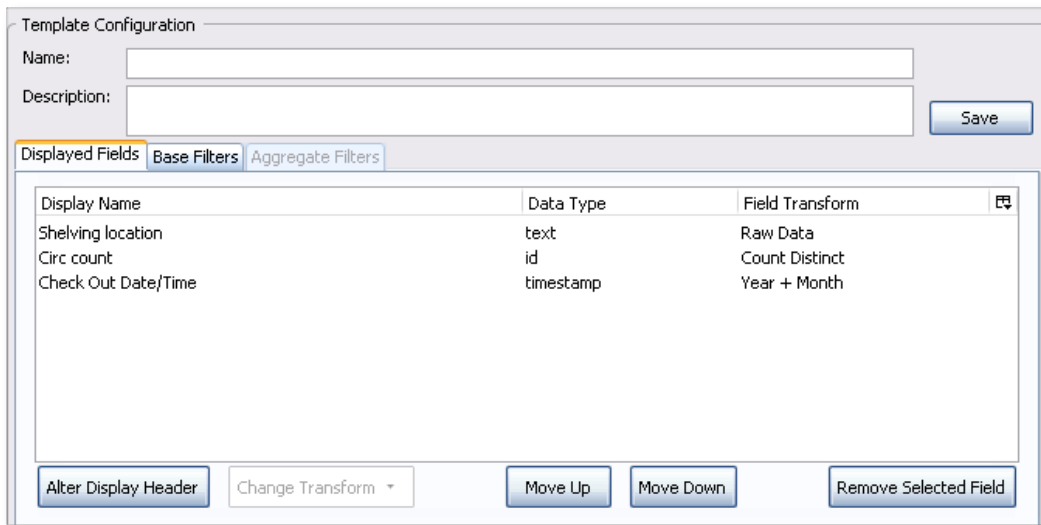 Template Configuration
Name:
Description:
Save
Displayed Fields Base Filters Aggregate Filters
Display Name Data Type Field Transform
Shelving location text Raw Data
Circ count id Count Distinct
Check Out Date/Time timestamp Year + Month
Alter Display Header Change Transform Move Up Move Down Remove Selected Field